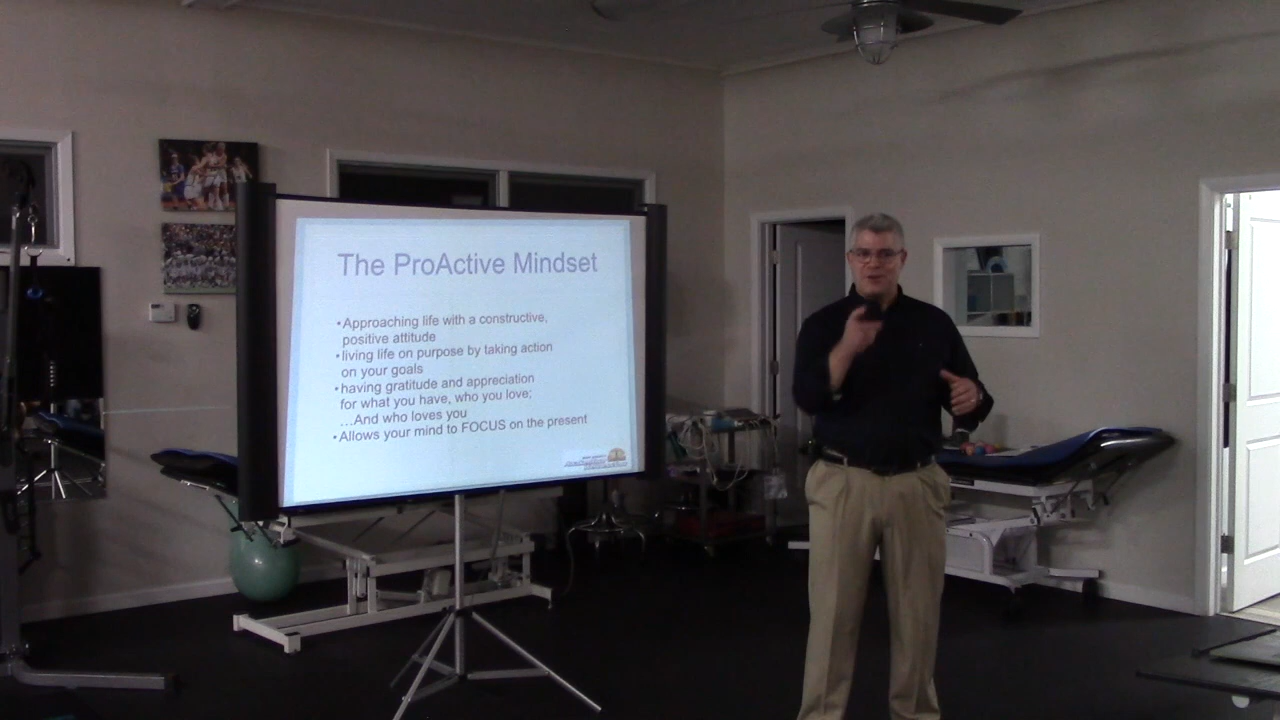 The ProActive Mindset
•Approaching life with a constructive,
positive attitude
•living life on purpose by taking action
on your goals
•having gratitude and appreciation
for what you have, who you love;
…And who loves you
•Allows your mind to FOCUS on the present